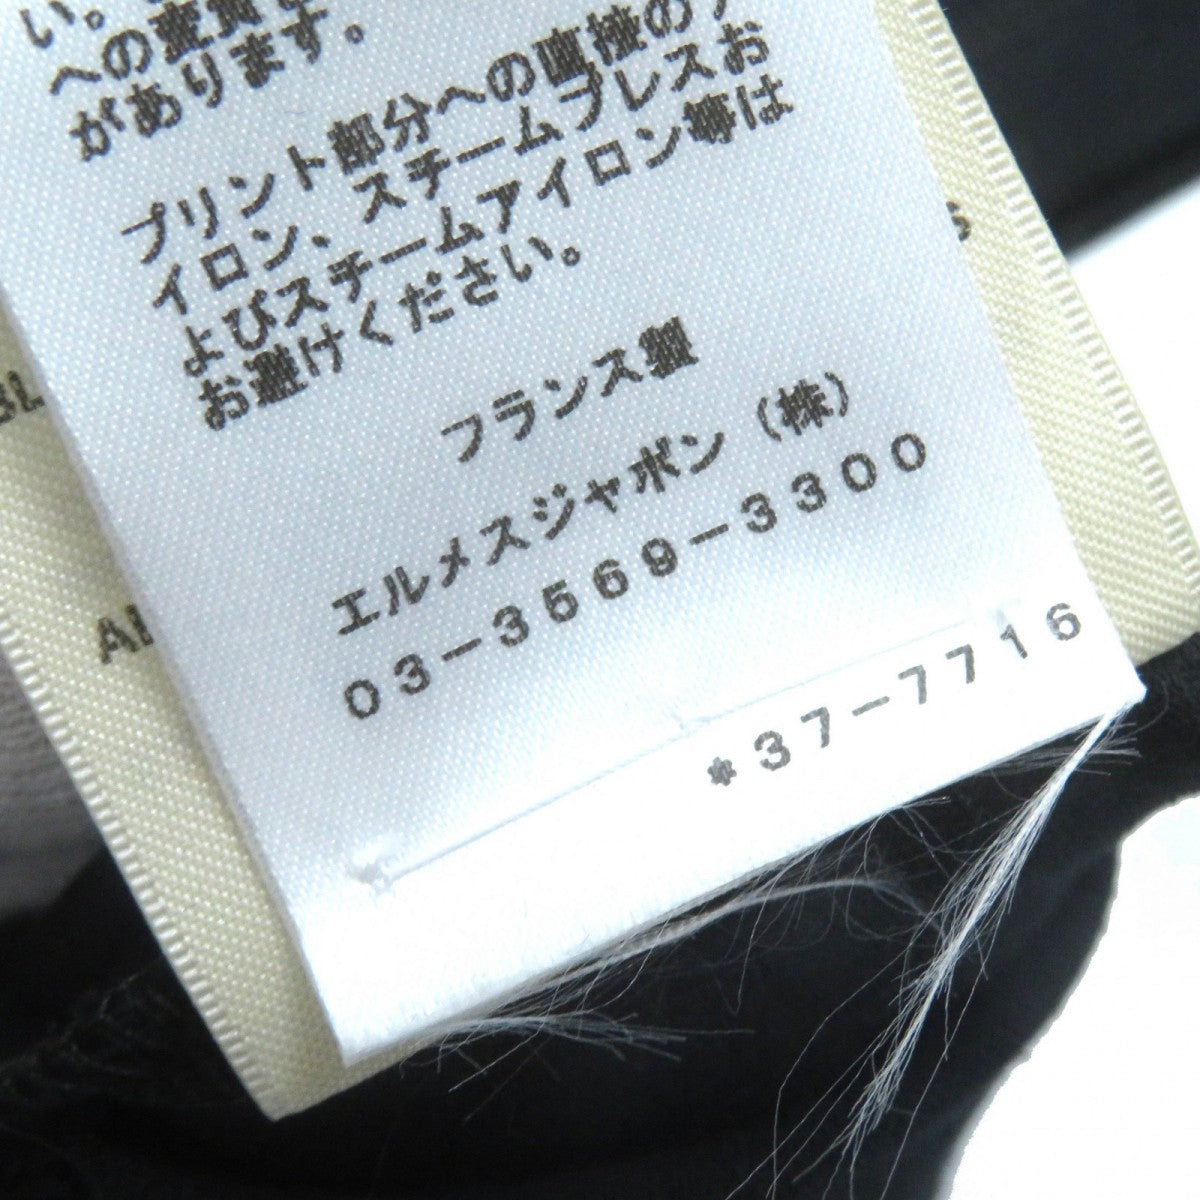 い。
への変質
があります。
プリント部分への直接のア
イロン、スチームプレスお
よびスチームアイロン等は
お避けください。
フランス製
エルメスジャポン（株）
03-3569-3300
*37-7716